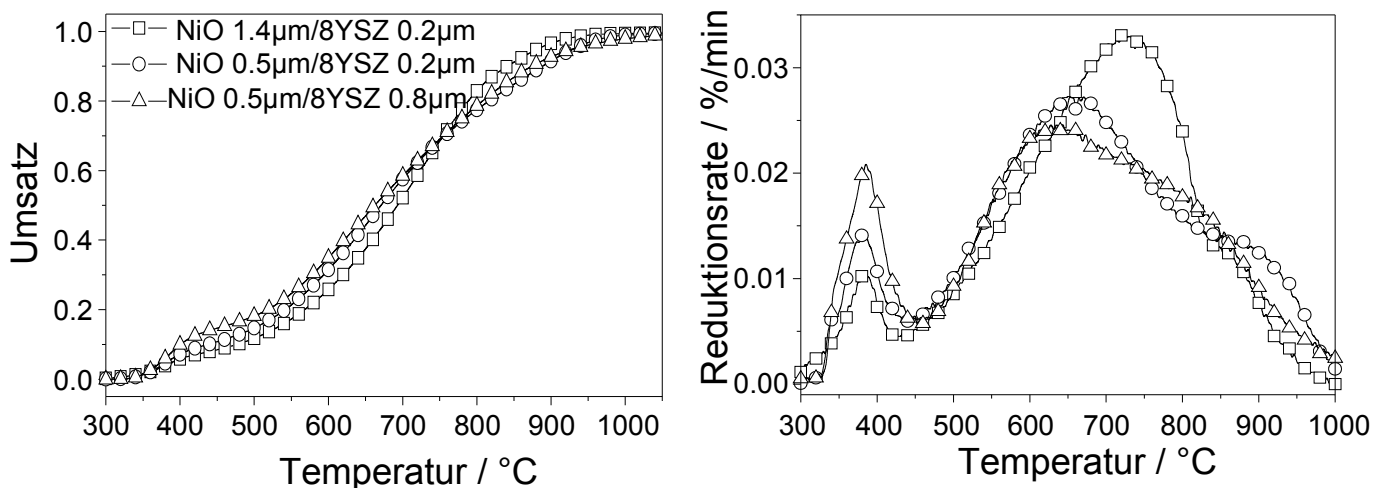 1.0
0.8
0.6
0.4
0.2
0.0
Umsatz
NiO 1.4µm/8YSZ 0.2µm
NiO 0.5µm/8YSZ 0.2µm
NiO 0.5µm/8YSZ 0.8µm
300 400 500 600 700 800 900 1000
Temperatur / °C
0.03
0.02
0.01
0.00
Reduktionsrate / %/min
300 400 500 600 700 800 900 1000
Temperatur / °C